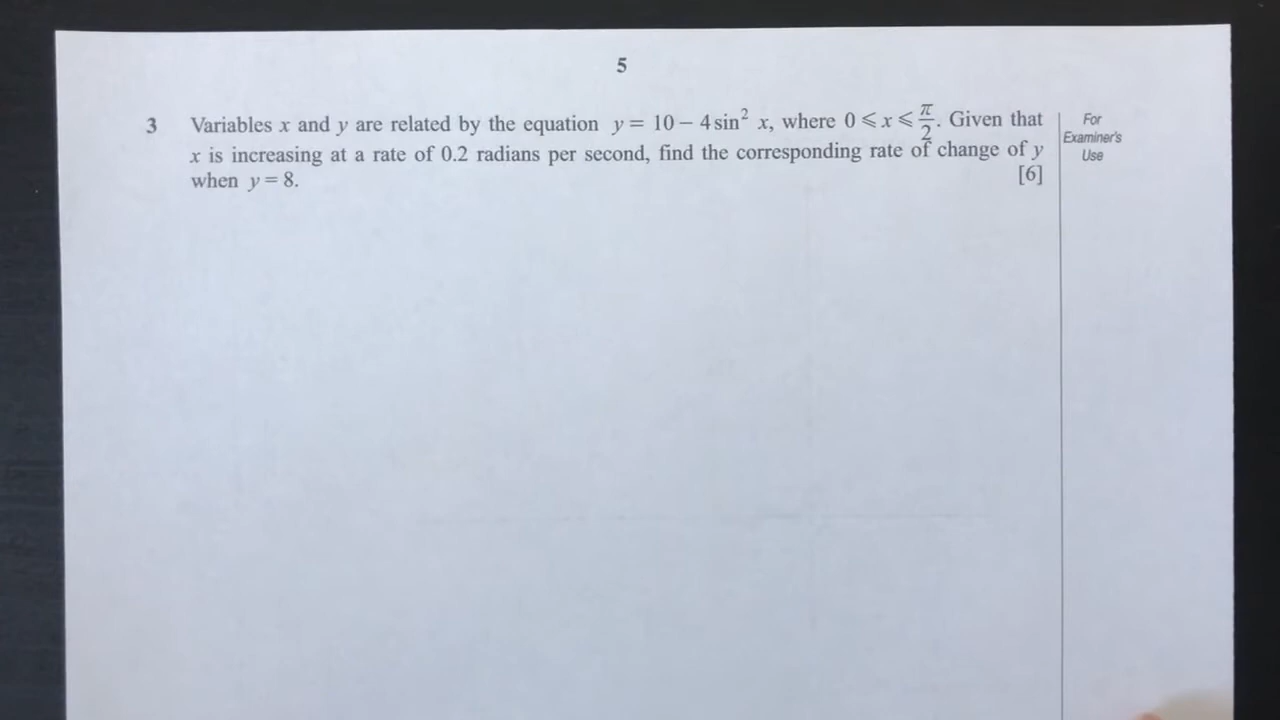 5
3 Variables x and y are related by the equation y = 10 − 4 sin² x, where 0 ⩽ x ⩽ π/2. Given that
x is increasing at a rate of 0.2 radians per second, find the corresponding rate of change of y
when y = 8. [6]
For
Examiner's
Use